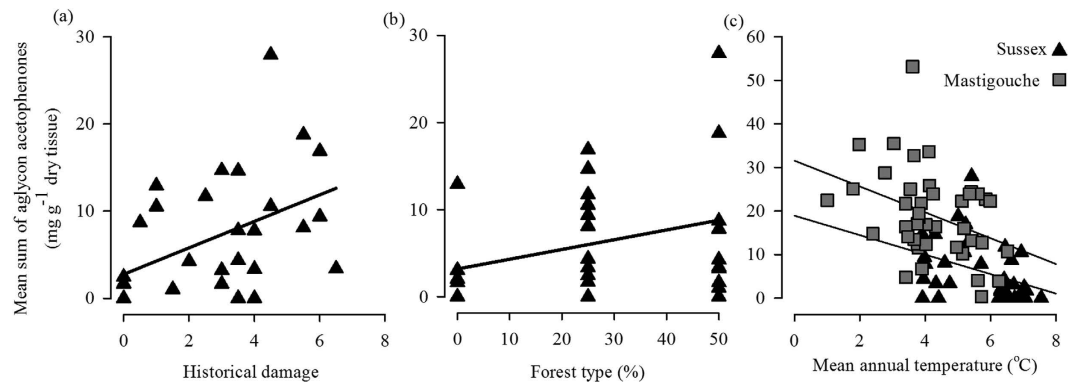 (a)
(b)
(c)
Mean sum of aglycon acetophenones
(mg g-1 dry tissue)
30
20
10
0
0 2 4 6 8
Historical damage
30
20
10
0
0 10 20 30 40 50
Forest type (%)
60
50
40
30
20
10
0
0 2 4 6 8
Mean annual temperature (oC)
Sussex
Mastigouche